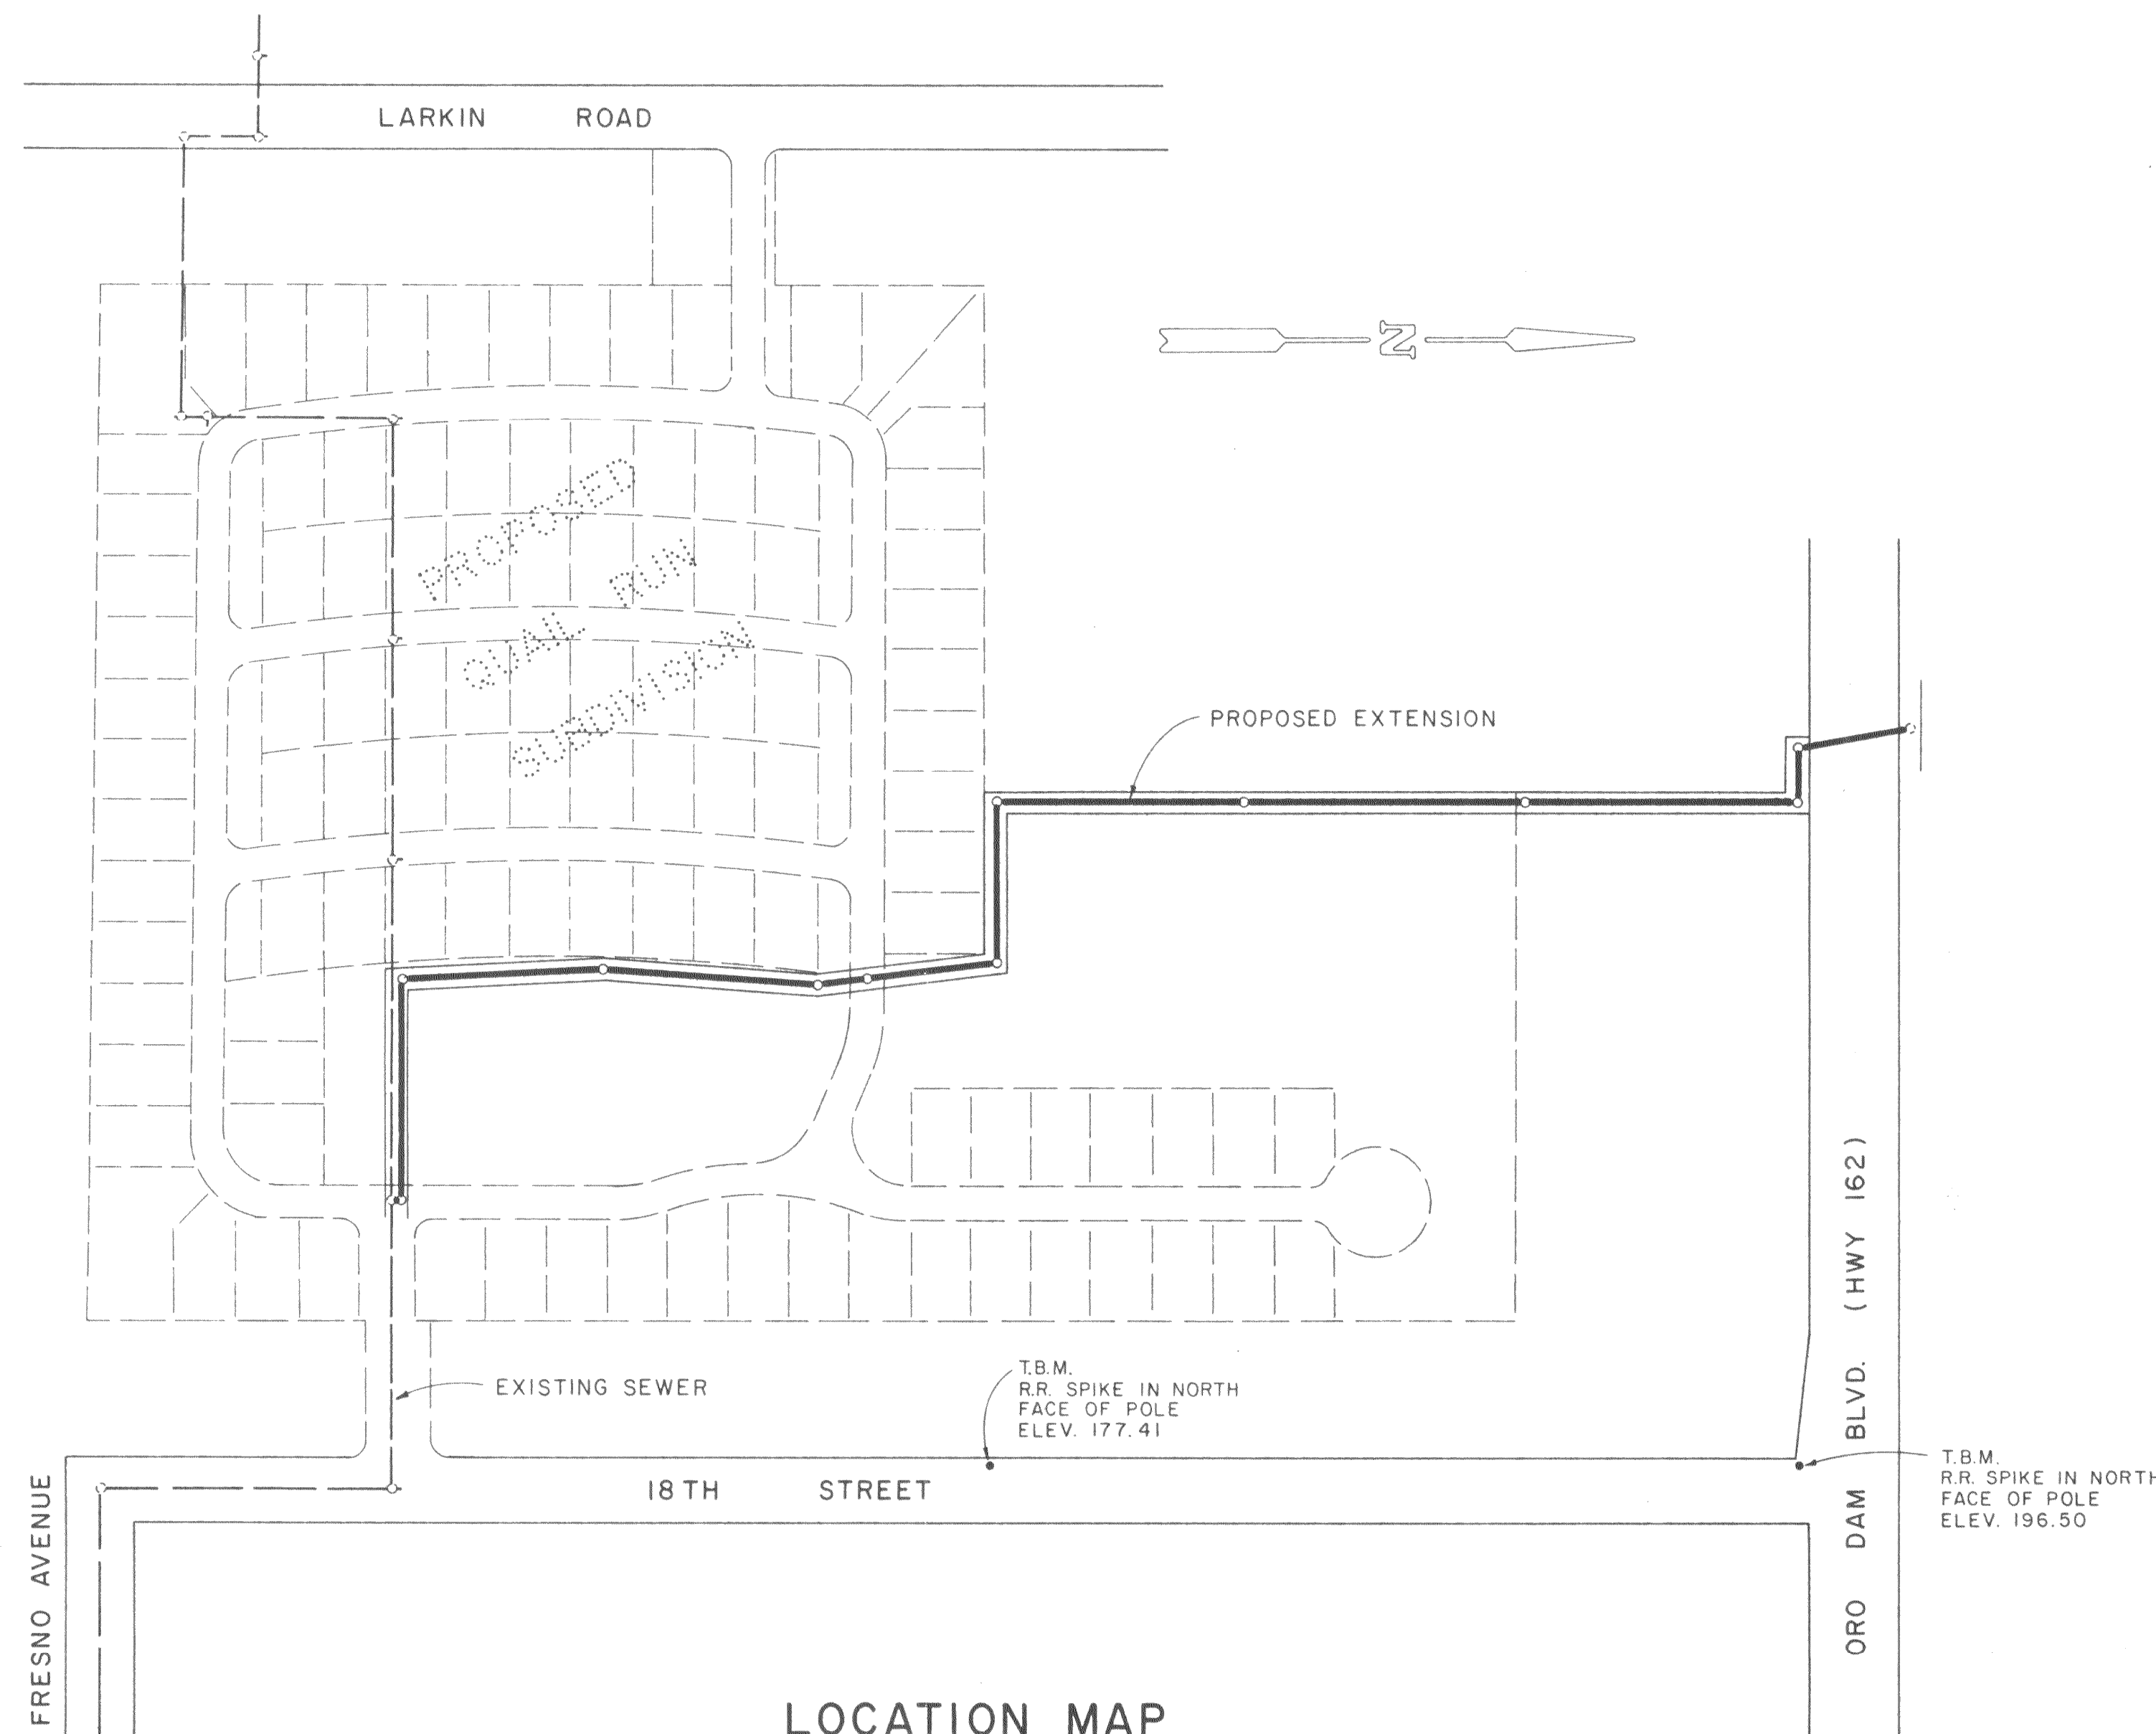 LARKIN ROAD
N
PROPOSED
QUAIL RUN
SUBDIVISION
PROPOSED EXTENSION
EXISTING SEWER
T.B.M.
R.R. SPIKE IN NORTH
FACE OF POLE
ELEV. 177.41
18TH STREET
T.B.M.
R.R. SPIKE IN NORTH
FACE OF POLE
ELEV. 196.50
FRESNO AVENUE
ORO DAM BLVD. (HWY 162)
LOCATION MAP